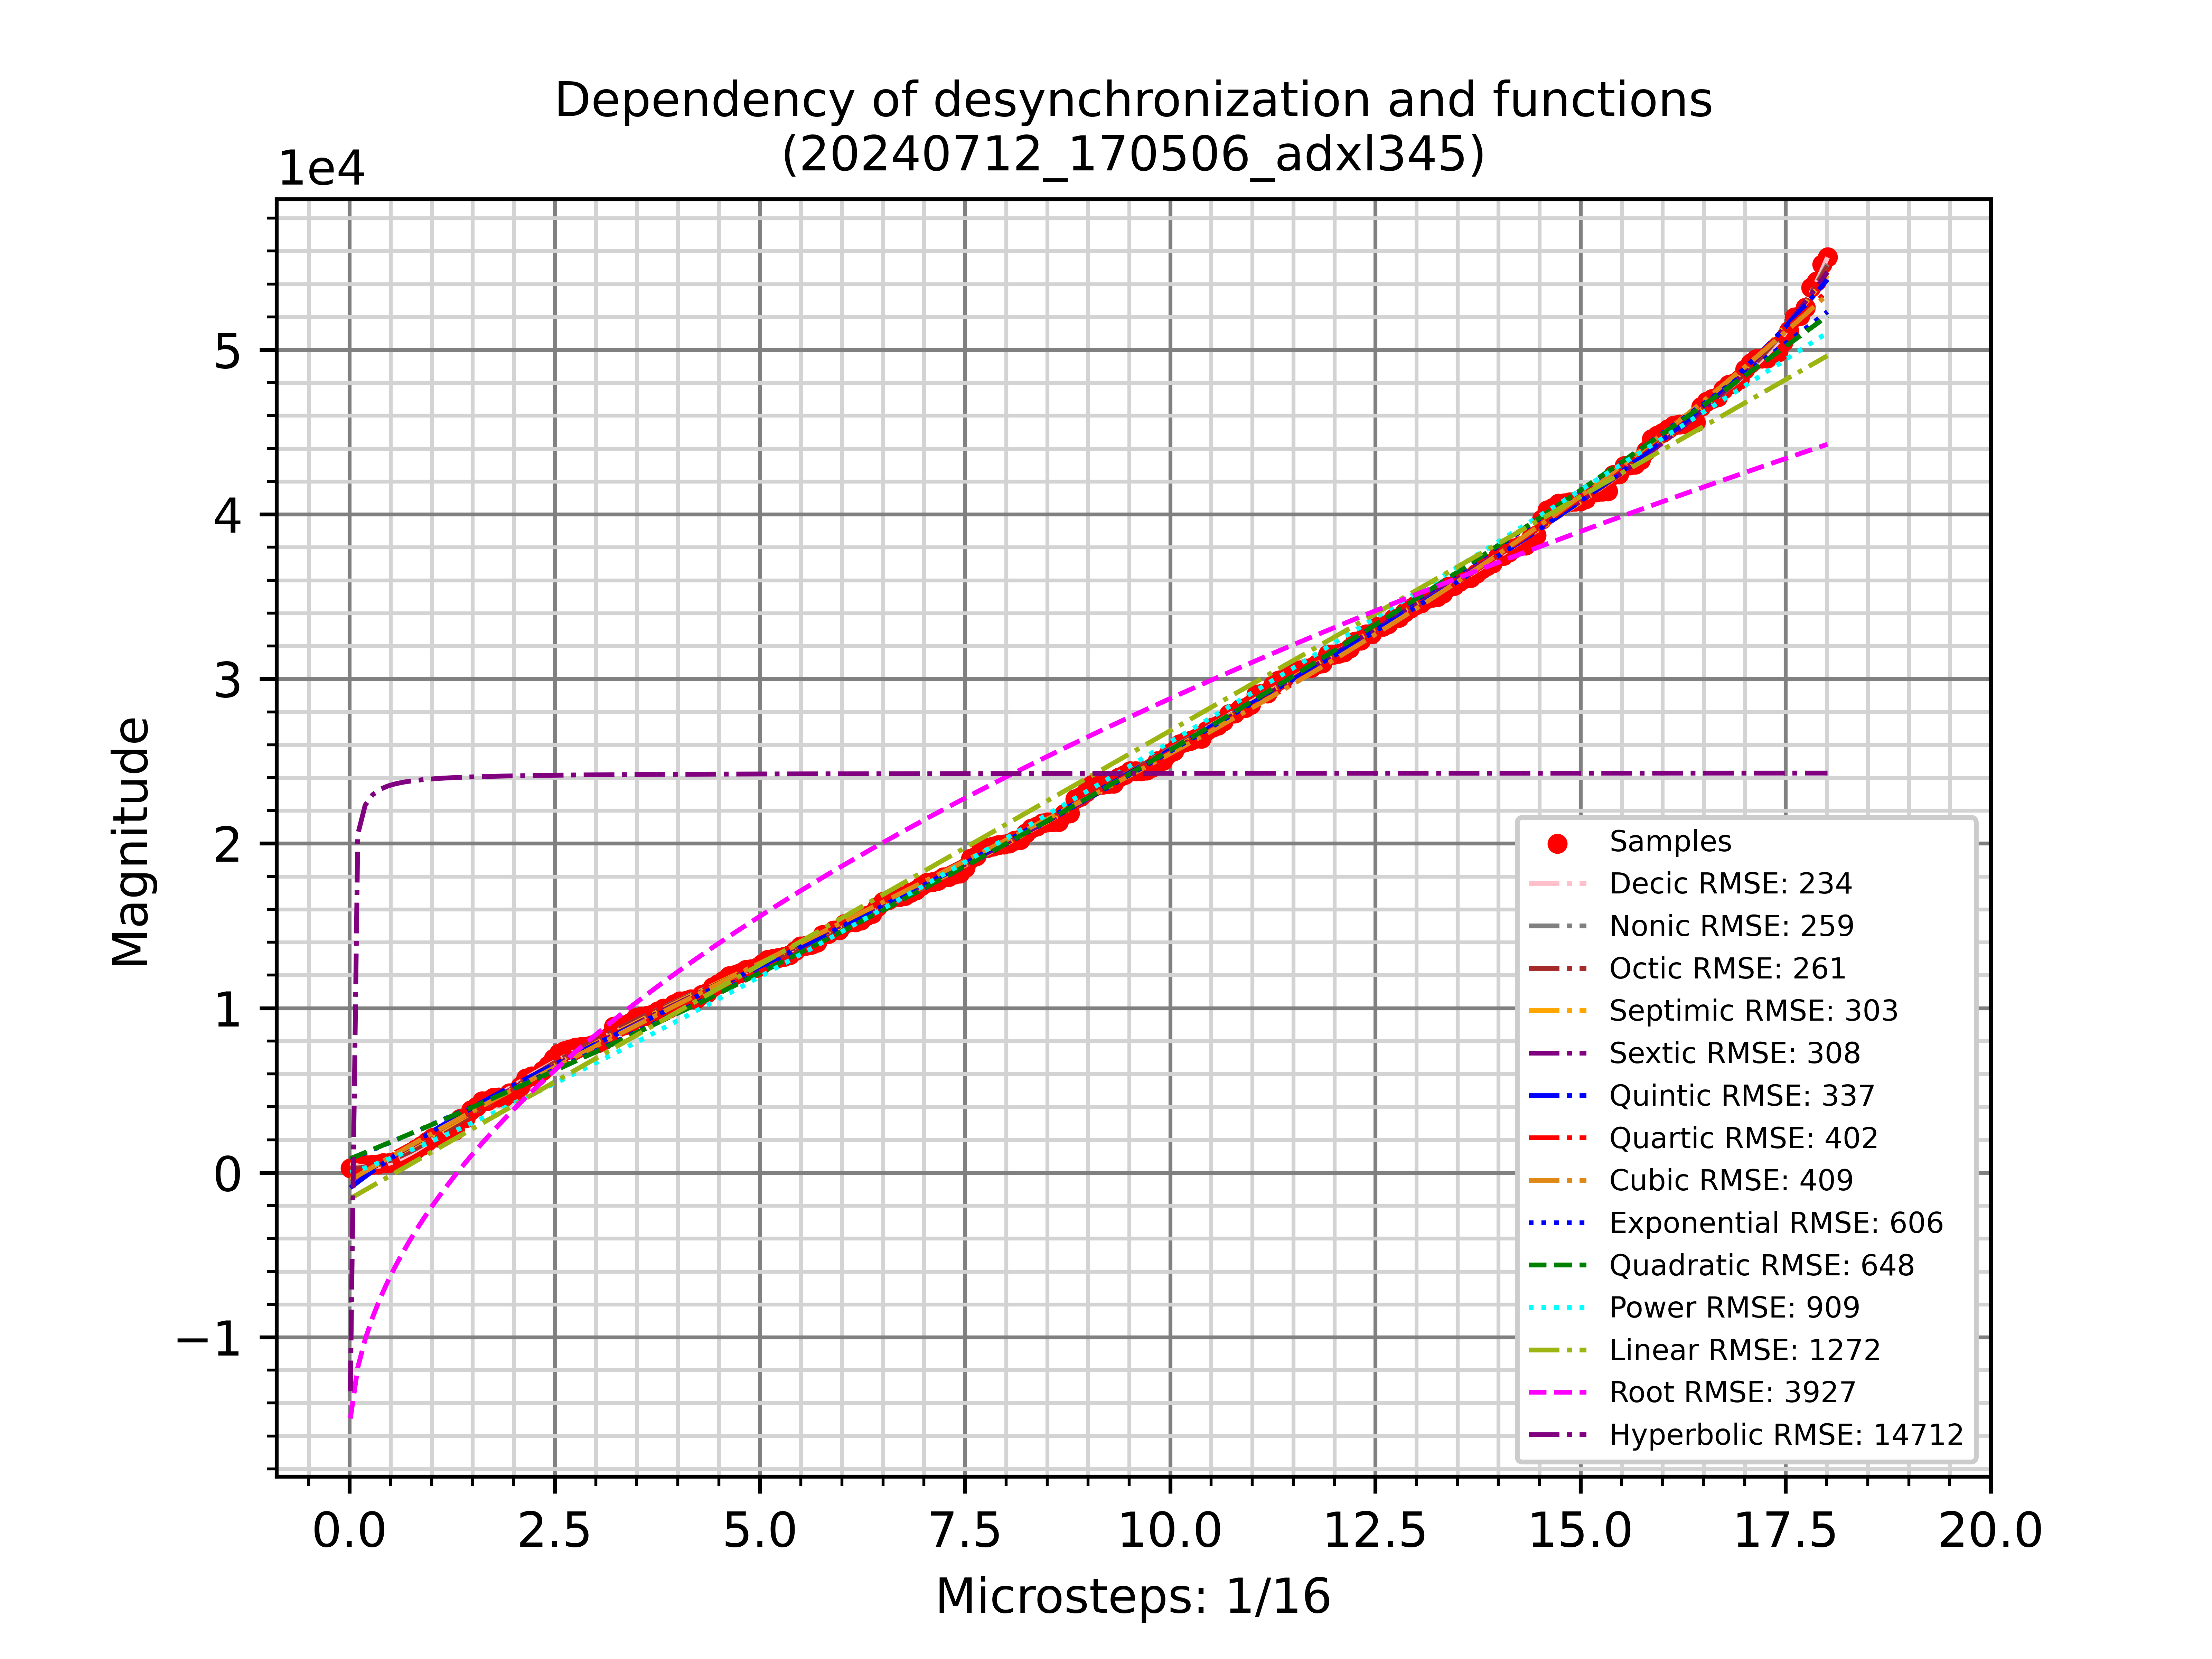 Dependency of desynchronization and functions
(20240712_170506_adxl345)
1e4
5
4
3
2
1
0
−1
Magnitude
Samples
Decic RMSE: 234
Nonic RMSE: 259
Octic RMSE: 261
Septimic RMSE: 303
Sextic RMSE: 308
Quintic RMSE: 337
Quartic RMSE: 402
Cubic RMSE: 409
Exponential RMSE: 606
Quadratic RMSE: 648
Power RMSE: 909
Linear RMSE: 1272
Root RMSE: 3927
Hyperbolic RMSE: 14712
0.0 2.5 5.0 7.5 10.0 12.5 15.0 17.5 20.0
Microsteps: 1/16